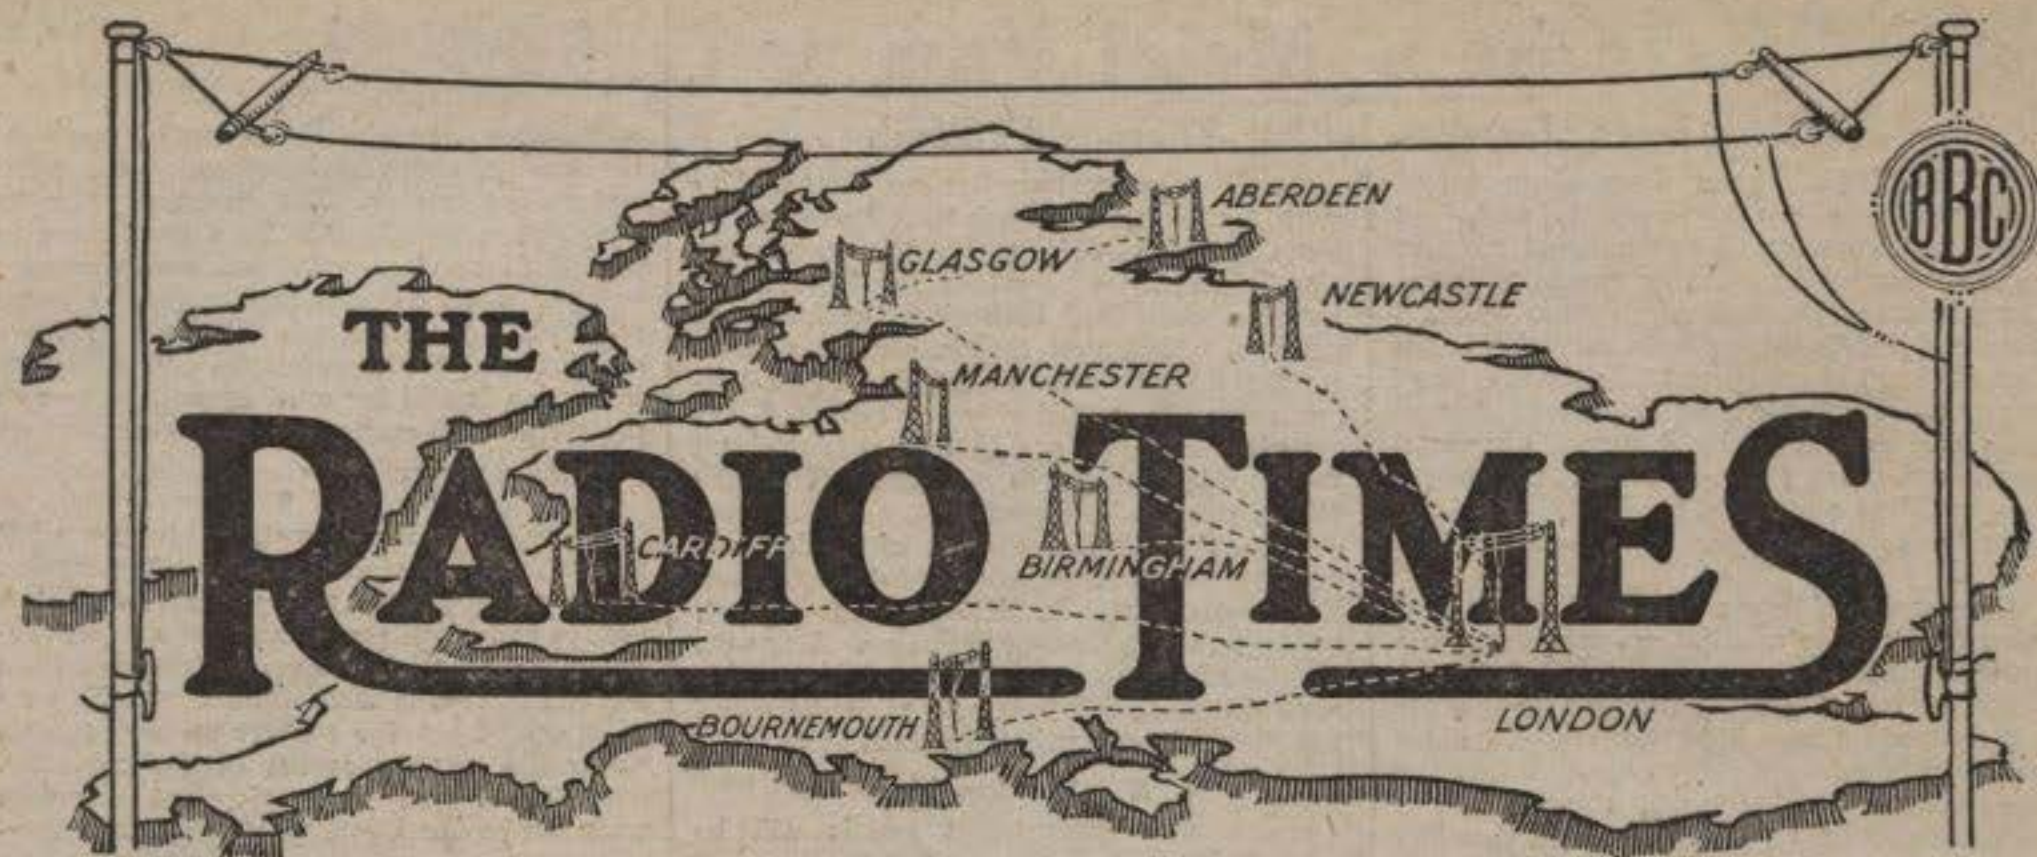 BBC
ABERDEEN
GLASGOW
NEWCASTLE
THE
MANCHESTER
RADIO TIMES
CARDIFF
BIRMINGHAM
BOURNEMOUTH
LONDON